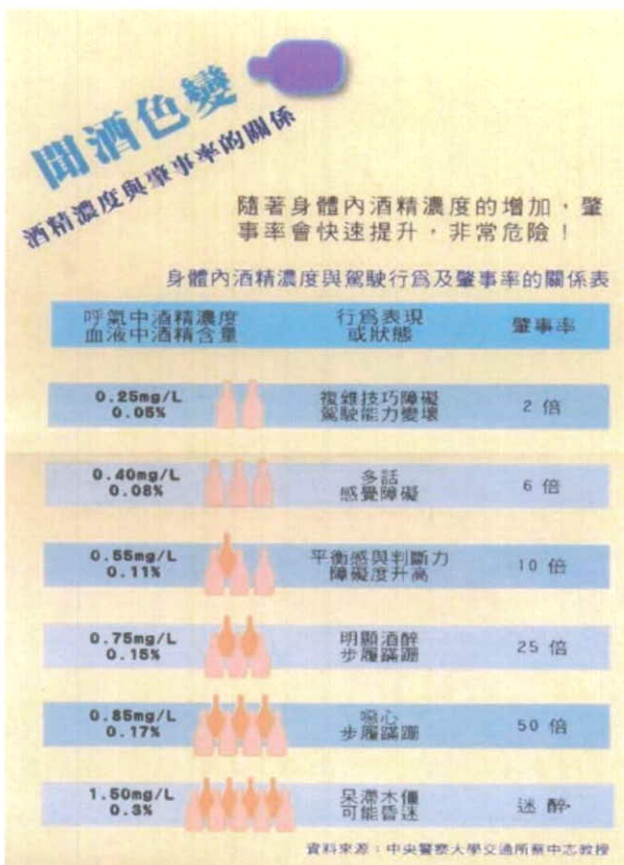 聞酒色變
酒精濃度與肇事率的關係
隨著身體內酒精濃度的增加，肇
事率會快速提升，非常危險！
身體內酒精濃度與駕駛行為及肇事率的關係表
呼氣中酒精濃度
血液中酒精含量
行為表現
或狀態
肇事率
0.25mg/L
0.05%
複雜技巧障礙
駕駛能力變壞
2 倍
0.40mg/L
0.08%
多話
感覺障礙
6 倍
0.55mg/L
0.11%
平衡感與判斷力
障礙度升高
10 倍
0.75mg/L
0.15%
明顯酒醉
步履蹣跚
25 倍
0.85mg/L
0.17%
噁心
步履蹣跚
50 倍
1.50mg/L
0.3%
呆滯木僵
可能昏迷
迷醉
資料來源：中央警察大學交通所蔡中志教授